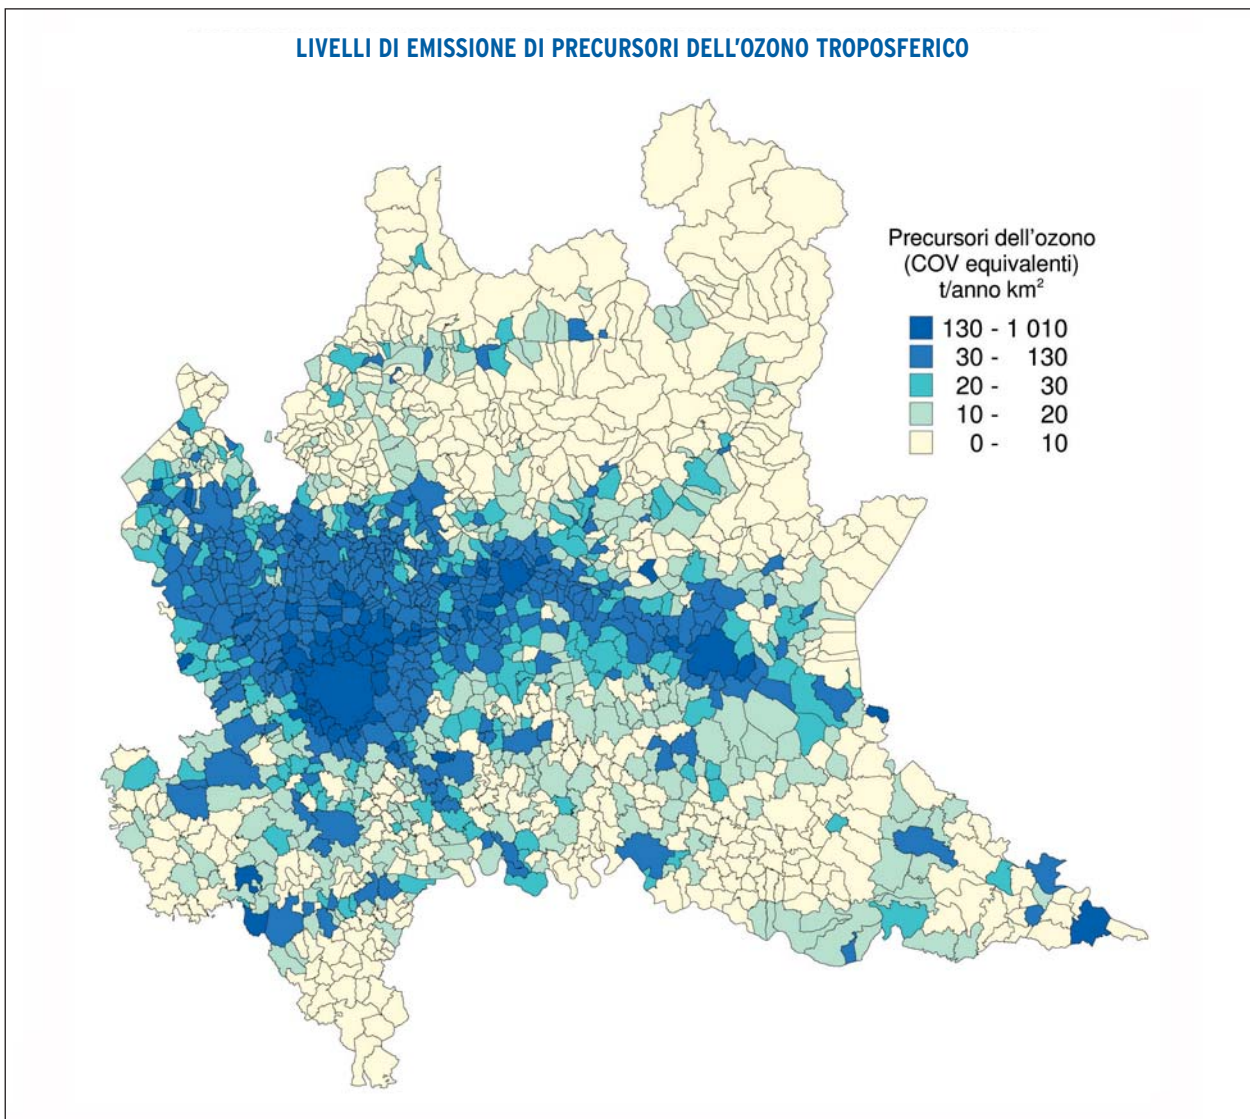 LIVELLI DI EMISSIONE DI PRECURSORI DELL'OZONO TROPOSFERICO
Precursori dell'ozono
(COV equivalenti)
t/anno km²
130 - 1 010
30 - 130
20 - 30
10 - 20
0 - 10